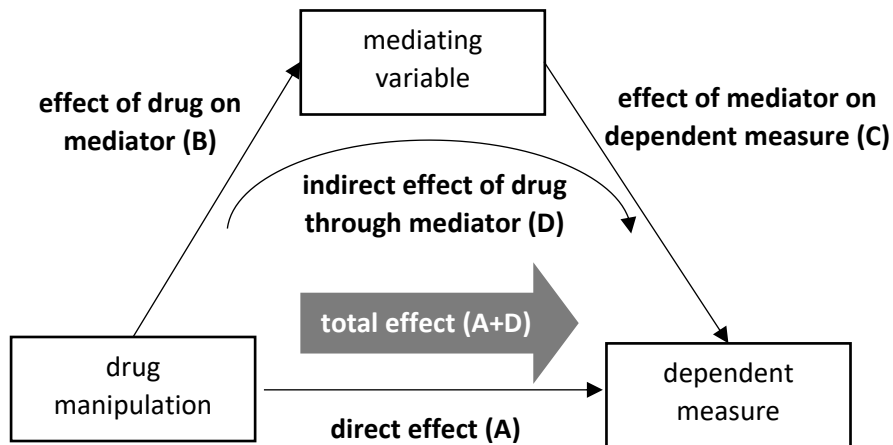 mediating
variable
effect of drug on
mediator (B)
effect of mediator on
dependent measure (C)
indirect effect of drug
through mediator (D)
total effect (A+D)
drug
manipulation
dependent
measure
direct effect (A)